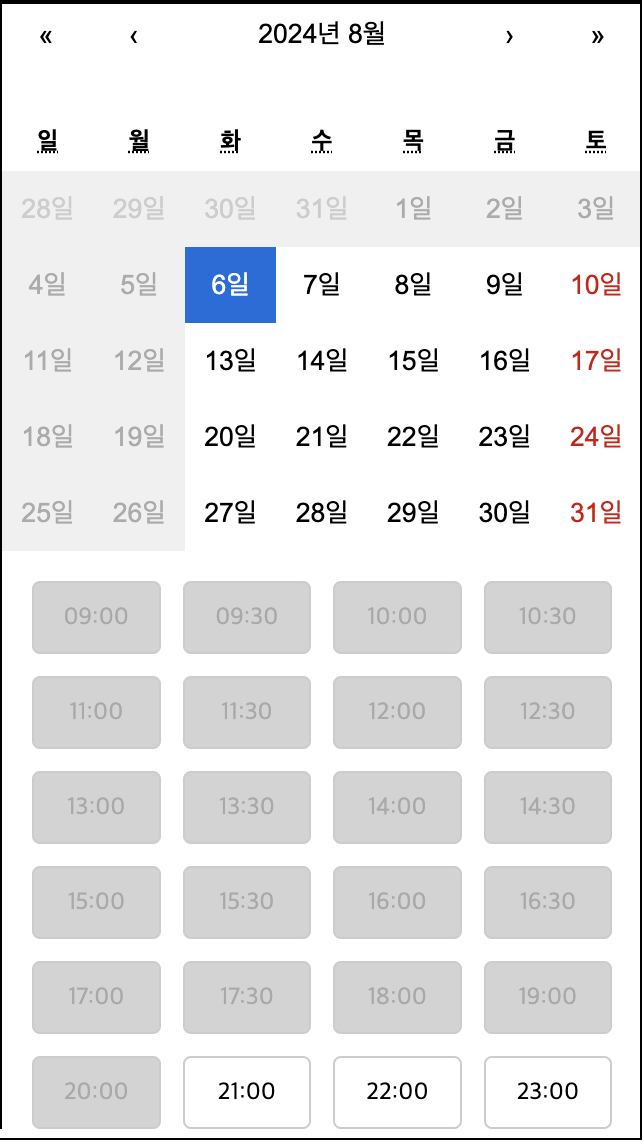 « ‹ 2024년 8월 › »
일 월 화 수 목 금 토
28일 29일 30일 31일 1일 2일 3일
4일 5일 6일 7일 8일 9일 10일
11일 12일 13일 14일 15일 16일 17일
18일 19일 20일 21일 22일 23일 24일
25일 26일 27일 28일 29일 30일 31일
09:00 09:30 10:00 10:30
11:00 11:30 12:00 12:30
13:00 13:30 14:00 14:30
15:00 15:30 16:00 16:30
17:00 17:30 18:00 19:00
20:00 21:00 22:00 23:00